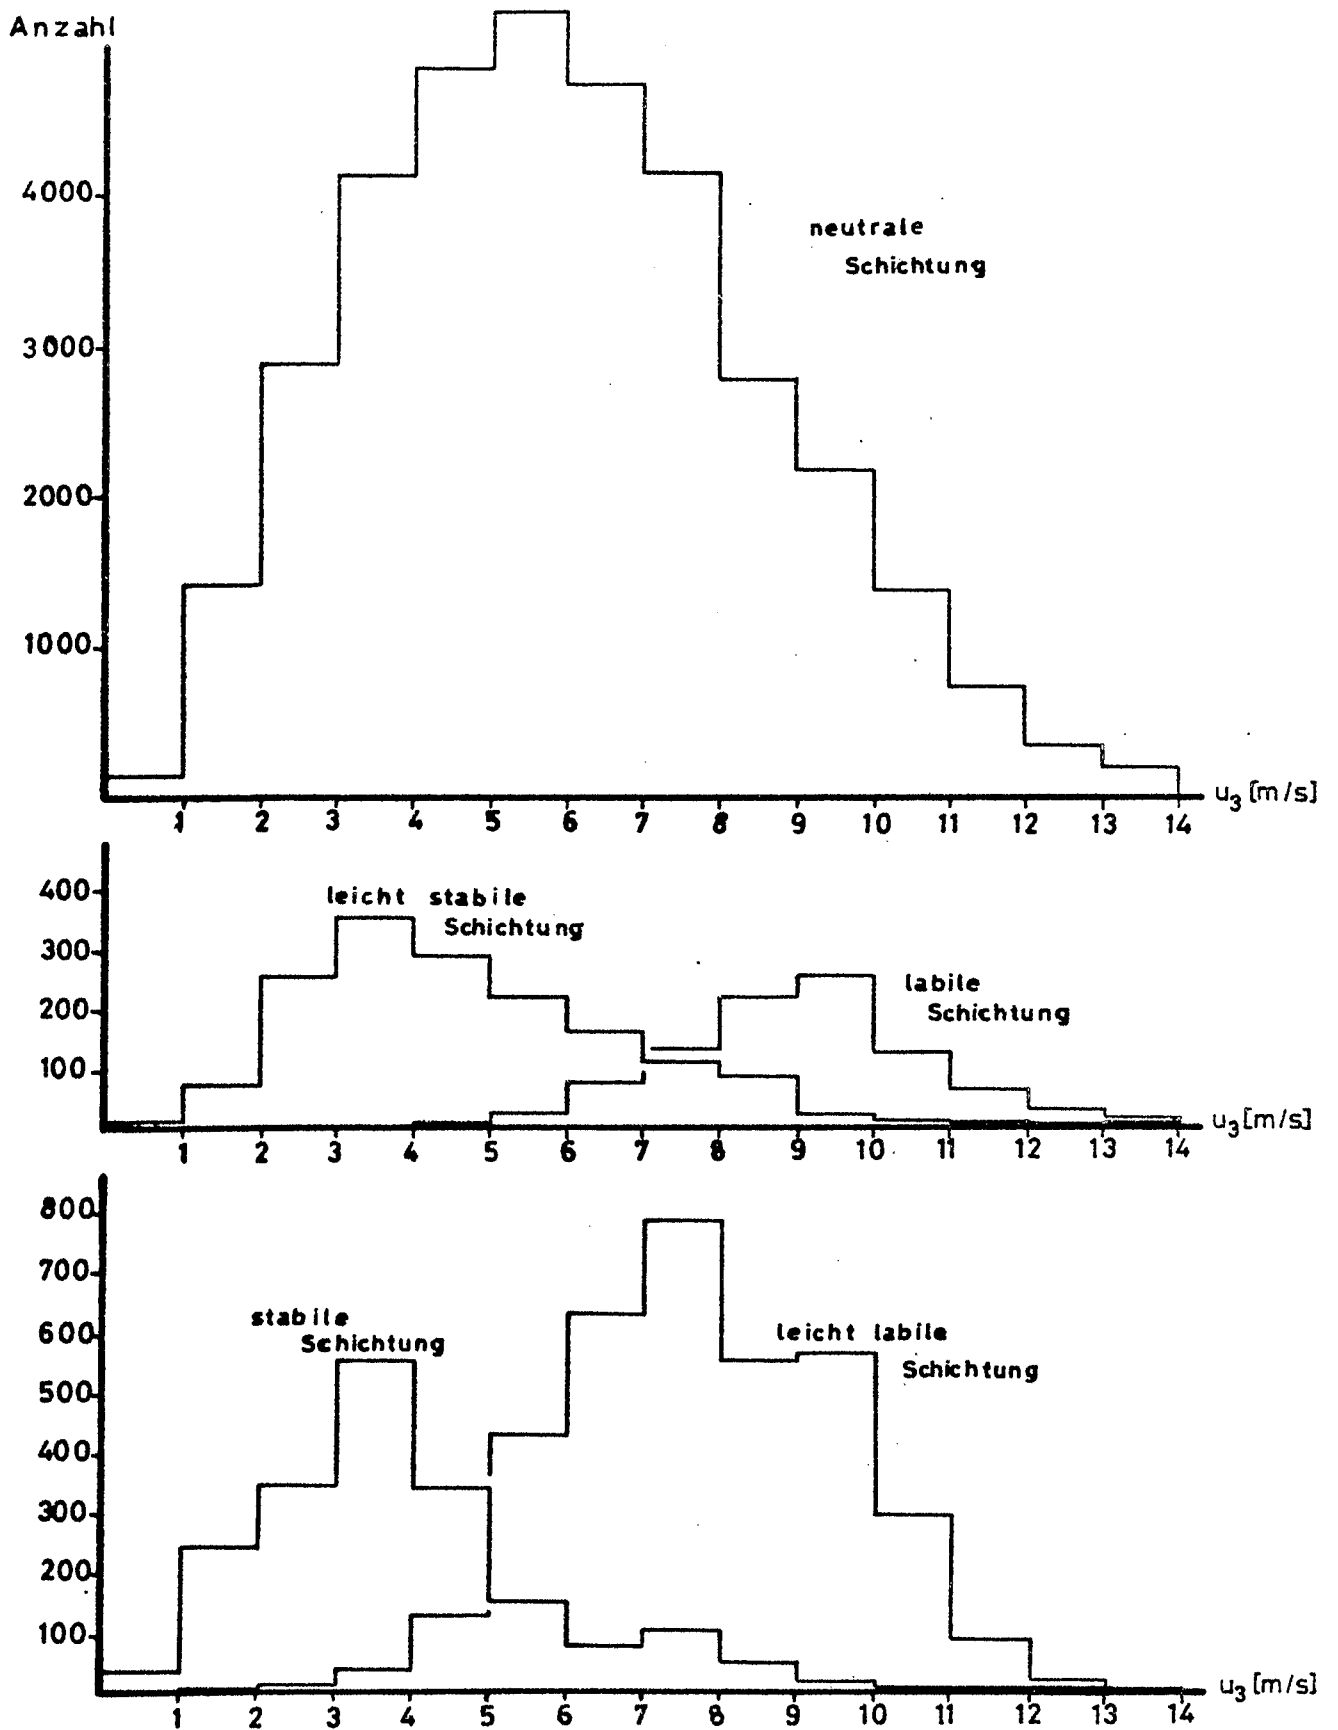 Anzahl
4000
neutrale
Schichtung
3000
2000
1000
u3 [m/s]
1 2 3 4 5 6 7 8 9 10 11 12 13 14
400
leicht stabile
Schichtung
300
labile
Schichtung
200
100
u3 [m/s]
1 2 3 4 5 6 7 8 9 10 11 12 13 14
800
700
stabile
Schichtung
600
leicht labile
Schichtung
500
400
300
200
100
u3 [m/s]
1 2 3 4 5 6 7 8 9 10 11 12 13 14